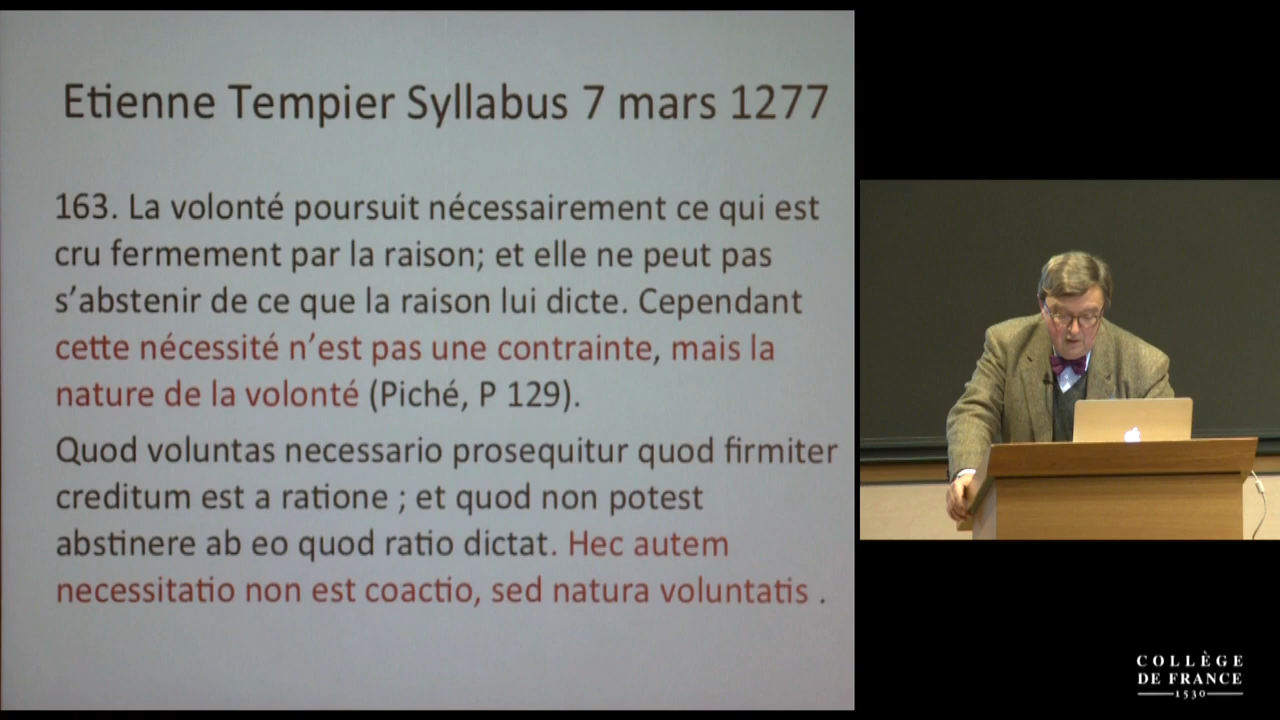 Etienne Tempier Syllabus 7 mars 1277
163. La volonté poursuit nécessairement ce qui est
cru fermement par la raison; et elle ne peut pas
s’abstenir de ce que la raison lui dicte. Cependant
cette nécessité n’est pas une contrainte, mais la
nature de la volonté (Piché, P 129).
Quod voluntas necessario prosequitur quod firmiter
creditum est a ratione ; et quod non potest
abstinere ab eo quod ratio dictat. Hec autem
necessitatio non est coactio, sed natura voluntatis .
COLLÈGE
DE FRANCE
1530